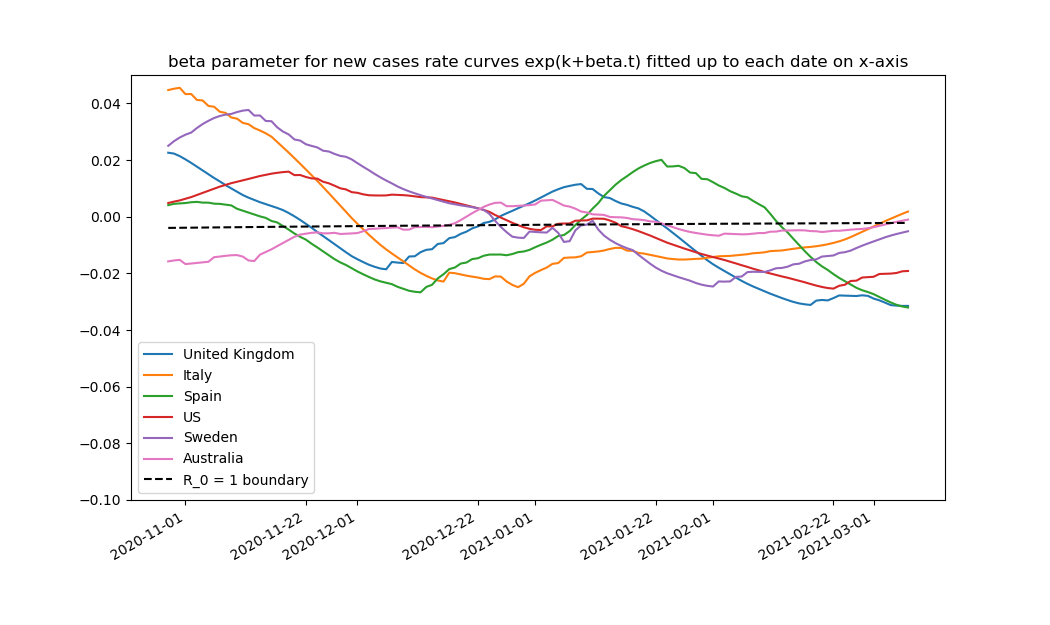 beta parameter for new cases rate curves exp(k+beta.t) fitted up to each date on x-axis
0.04
0.02
0.00
−0.02
−0.04
−0.06
−0.08
−0.10
United Kingdom
Italy
Spain
US
Sweden
Australia
R_0 = 1 boundary
2020-11-01
2020-11-22
2020-12-01
2020-12-22
2021-01-01
2021-01-22
2021-02-01
2021-02-22
2021-03-01